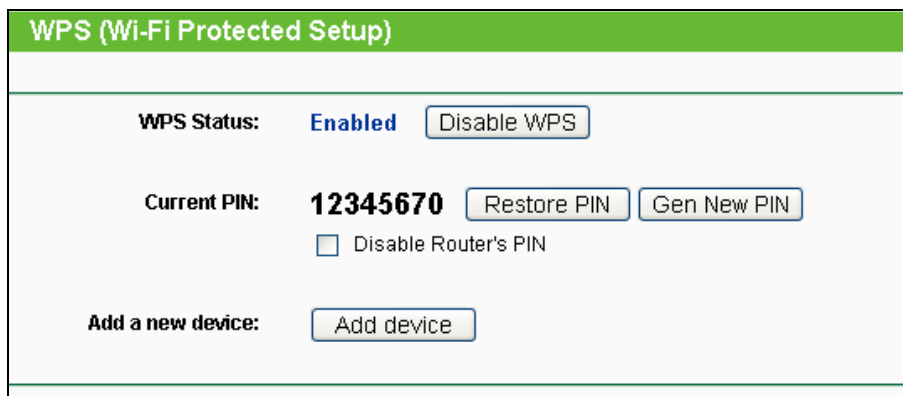 WPS (Wi-Fi Protected Setup)
WPS Status: Enabled Disable WPS
Current PIN: 12345670 Restore PIN Gen New PIN
Disable Router's PIN
Add a new device: Add device